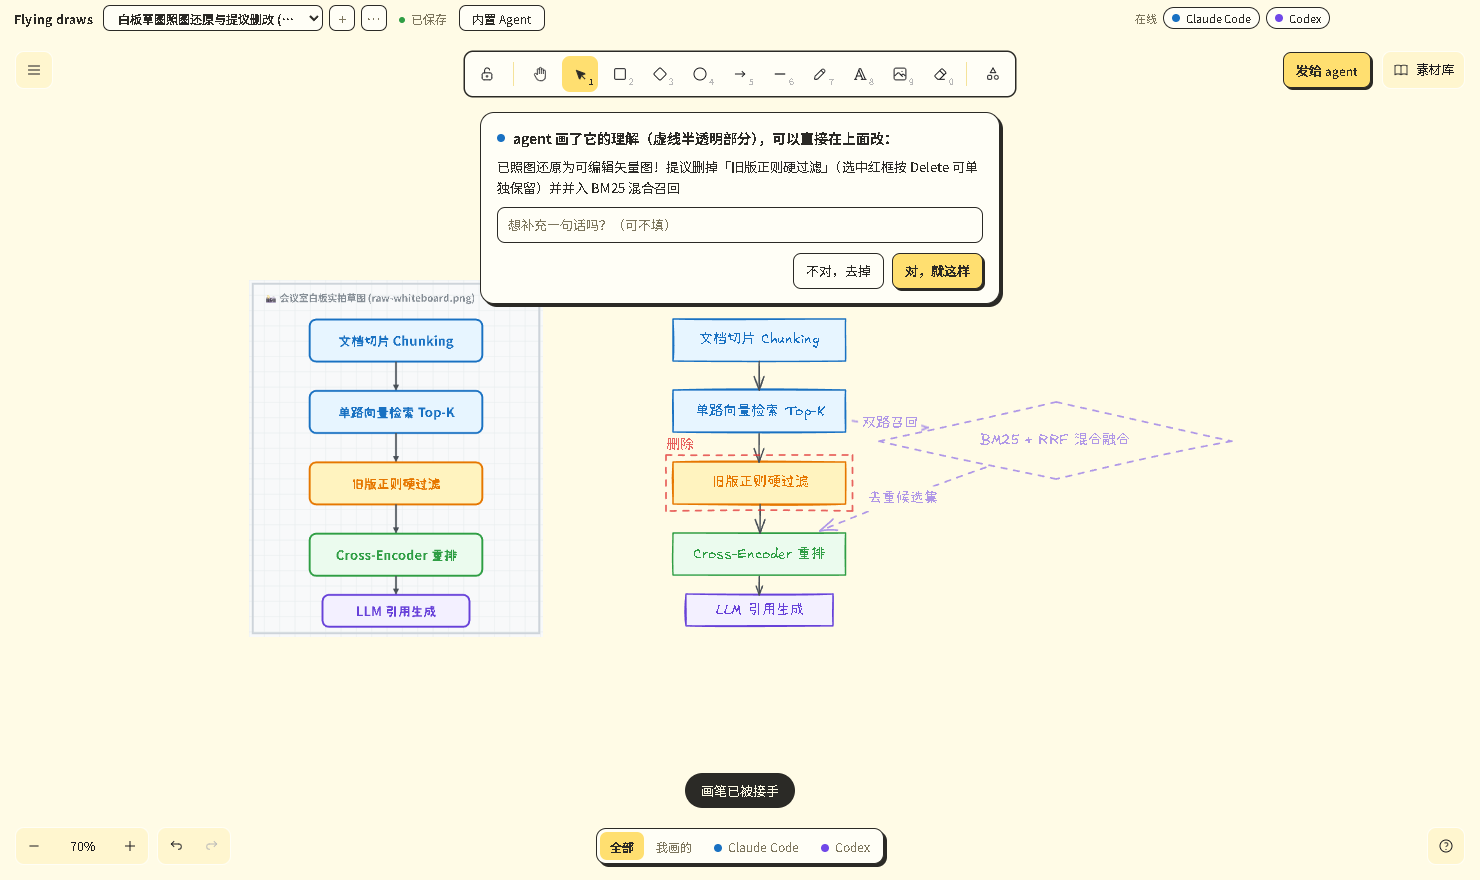 Flying draws
白板草图照图还原与提议删改 (…
+
…
已保存
内置 Agent
在线
Claude Code
Codex
1
2
3
4
5
6
7
8
9
0
发给 agent
素材库
agent 画了它的理解（虚线半透明部分），可以直接在上面改：
已照图还原为可编辑矢量图！提议删掉「旧版正则硬过滤」（选中红框按 Delete 可单
独保留）并并入 BM25 混合召回
想补充一句话吗？（可不填）
不对，去掉
对，就这样
会议室白板实拍草图 (raw-whiteboard.png)
文档切片 Chunking
单路向量检索 Top-K
旧版正则硬过滤
Cross-Encoder 重排
LLM 引用生成
文档切片 Chunking
单路向量检索 Top-K
双路召回
BM25 + RRF 混合融合
删除
旧版正则硬过滤
去重候选集
Cross-Encoder 重排
LLM 引用生成
画笔已被接手
70%
全部
我画的
Claude Code
Codex